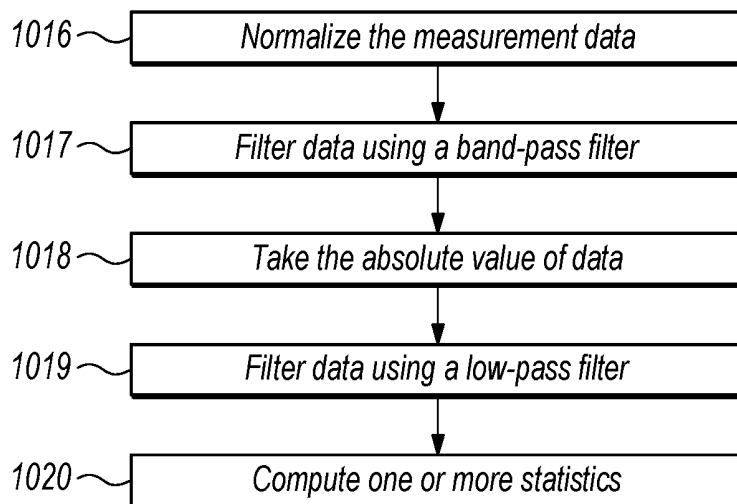 1016 Normalize the measurement data
1017 Filter data using a band-pass filter
1018 Take the absolute value of data
1019 Filter data using a low-pass filter
1020 Compute one or more statistics